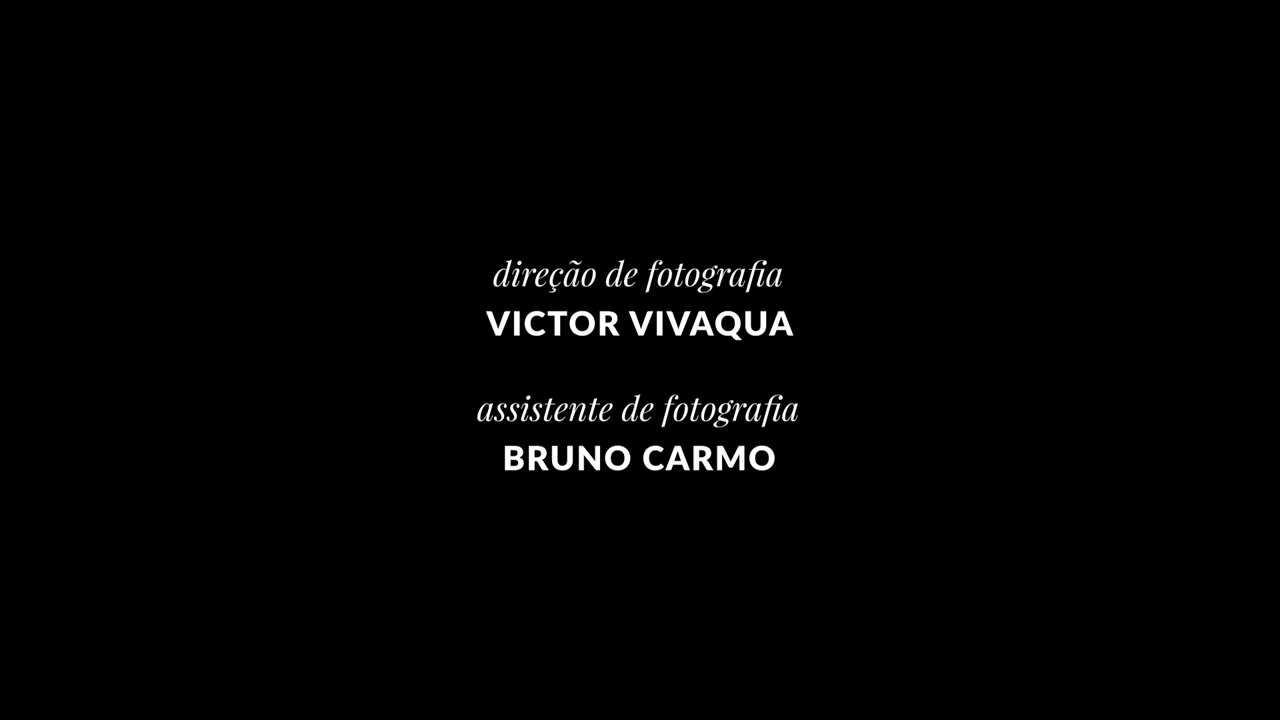 direção de fotografia
VICTOR VIVAQUA
assistente de fotografia
BRUNO CARMO